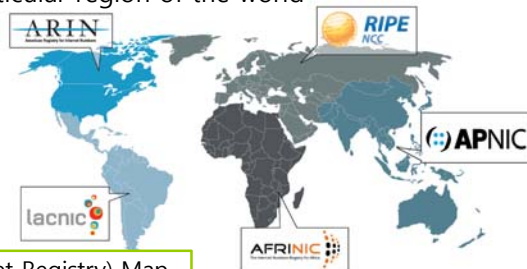 ticular region of the world
ARIN
American Registry for Internet Numbers
RIPE
NCC
APNIC
lacnic
AFRINIC
The Internet Numbers Registry for Africa
et Registry) Map